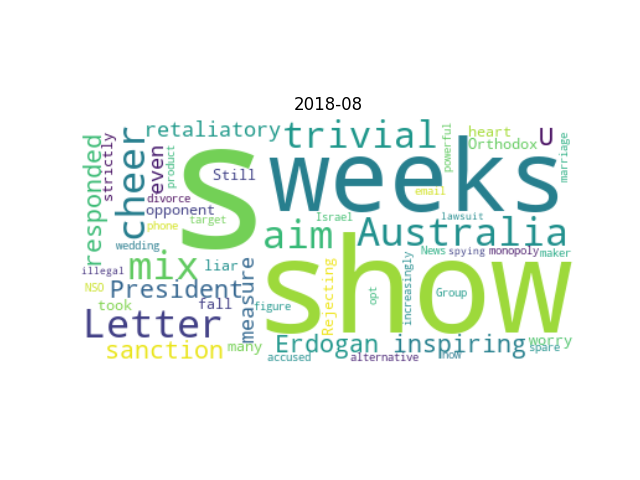 2018-08
retaliatory trivial powerful heart U
responded strictly cheer even product S weeks Orthodox marriage
Still email
divorce
opponent
target Israel lawsuit
phone aim Australia
wedding News spying monopoly maker
mix liar show
illegal
NSO President measure Rejecting opt increasingly Group
took fall figure
Letter
Erdogan inspiring worry
sanction many spare
accused alternative how